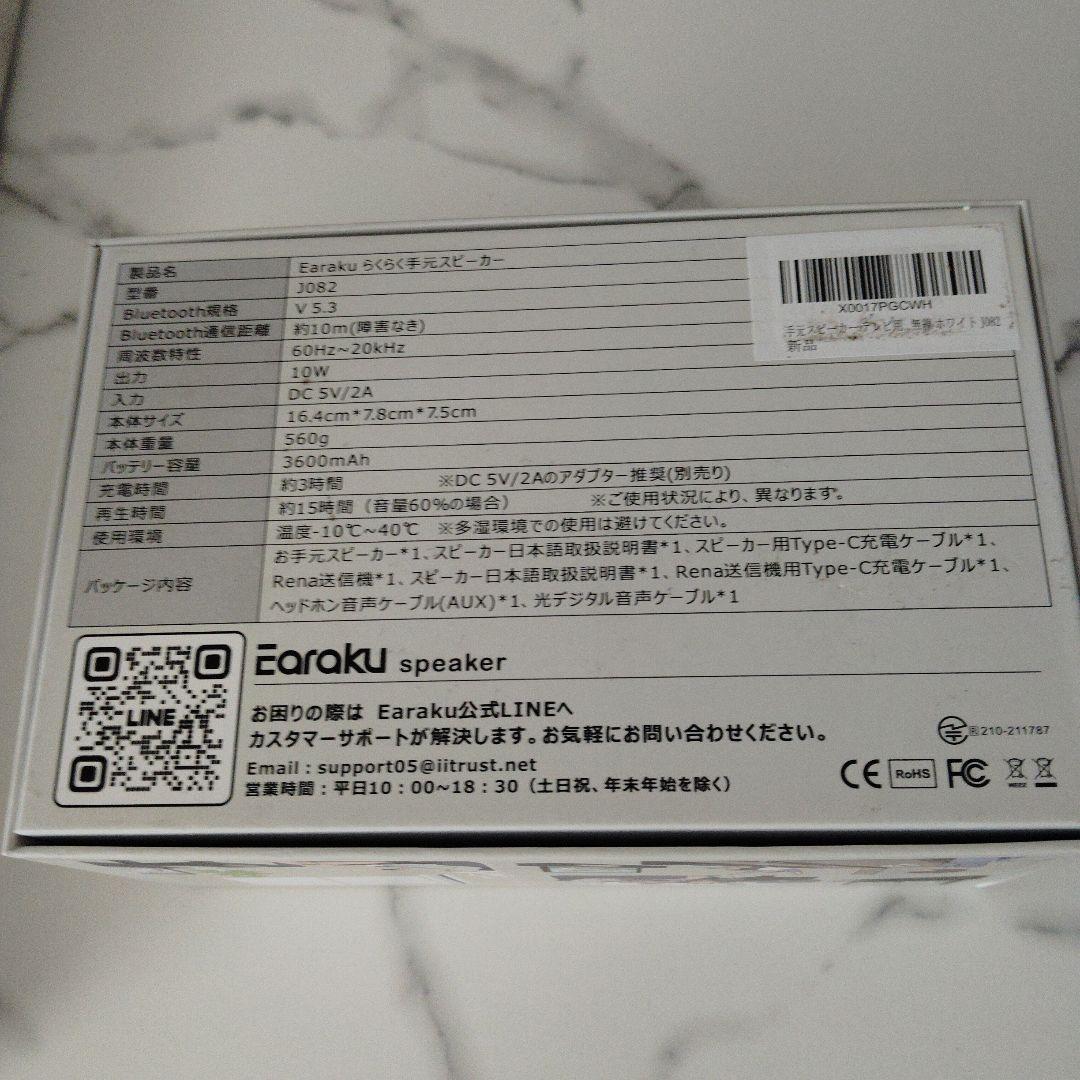 製品名 Earaku らくらく手元スピーカー
型番 J082
Bluetooth規格 V 5.3
Bluetooth通信距離 約10m(障害なき)
周波数特性 60Hz~20kHz
出力 10W
入力 DC 5V/2A
本体サイズ 16.4cm*7.8cm*7.5cm
本体重量 560g
バッテリー容量 3600mAh
充電時間 約3時間 ※DC 5V/2Aのアダプター推奨(別売り)
再生時間 約15時間（音量60%の場合） ※ご使用状況により、異なります。
使用環境 温度-10℃~40℃ ※多湿環境での使用は避けてください。
パッケージ内容
お手元スピーカー*1、スピーカー日本語取扱説明書*1、スピーカー用Type-C充電ケーブル*1、
Rena送信機*1、スピーカー日本語取扱説明書*1、Rena送信機用Type-C充電ケーブル*1、
ヘッドホン音声ケーブル(AUX)*1、光デジタル音声ケーブル*1
X0017PGCWH
手元スピーカー テレビ用 無線 ホワイト J082
新品
LINE
Earaku speaker
お困りの際は Earaku公式LINEへ
カスタマーサポートが解決します。お気軽にお問い合わせください。
Email : support05@iitrust.net
営業時間：平日10：00~18：30（土日祝、年末年始を除く）
R 210-211787
CE RoHS FC